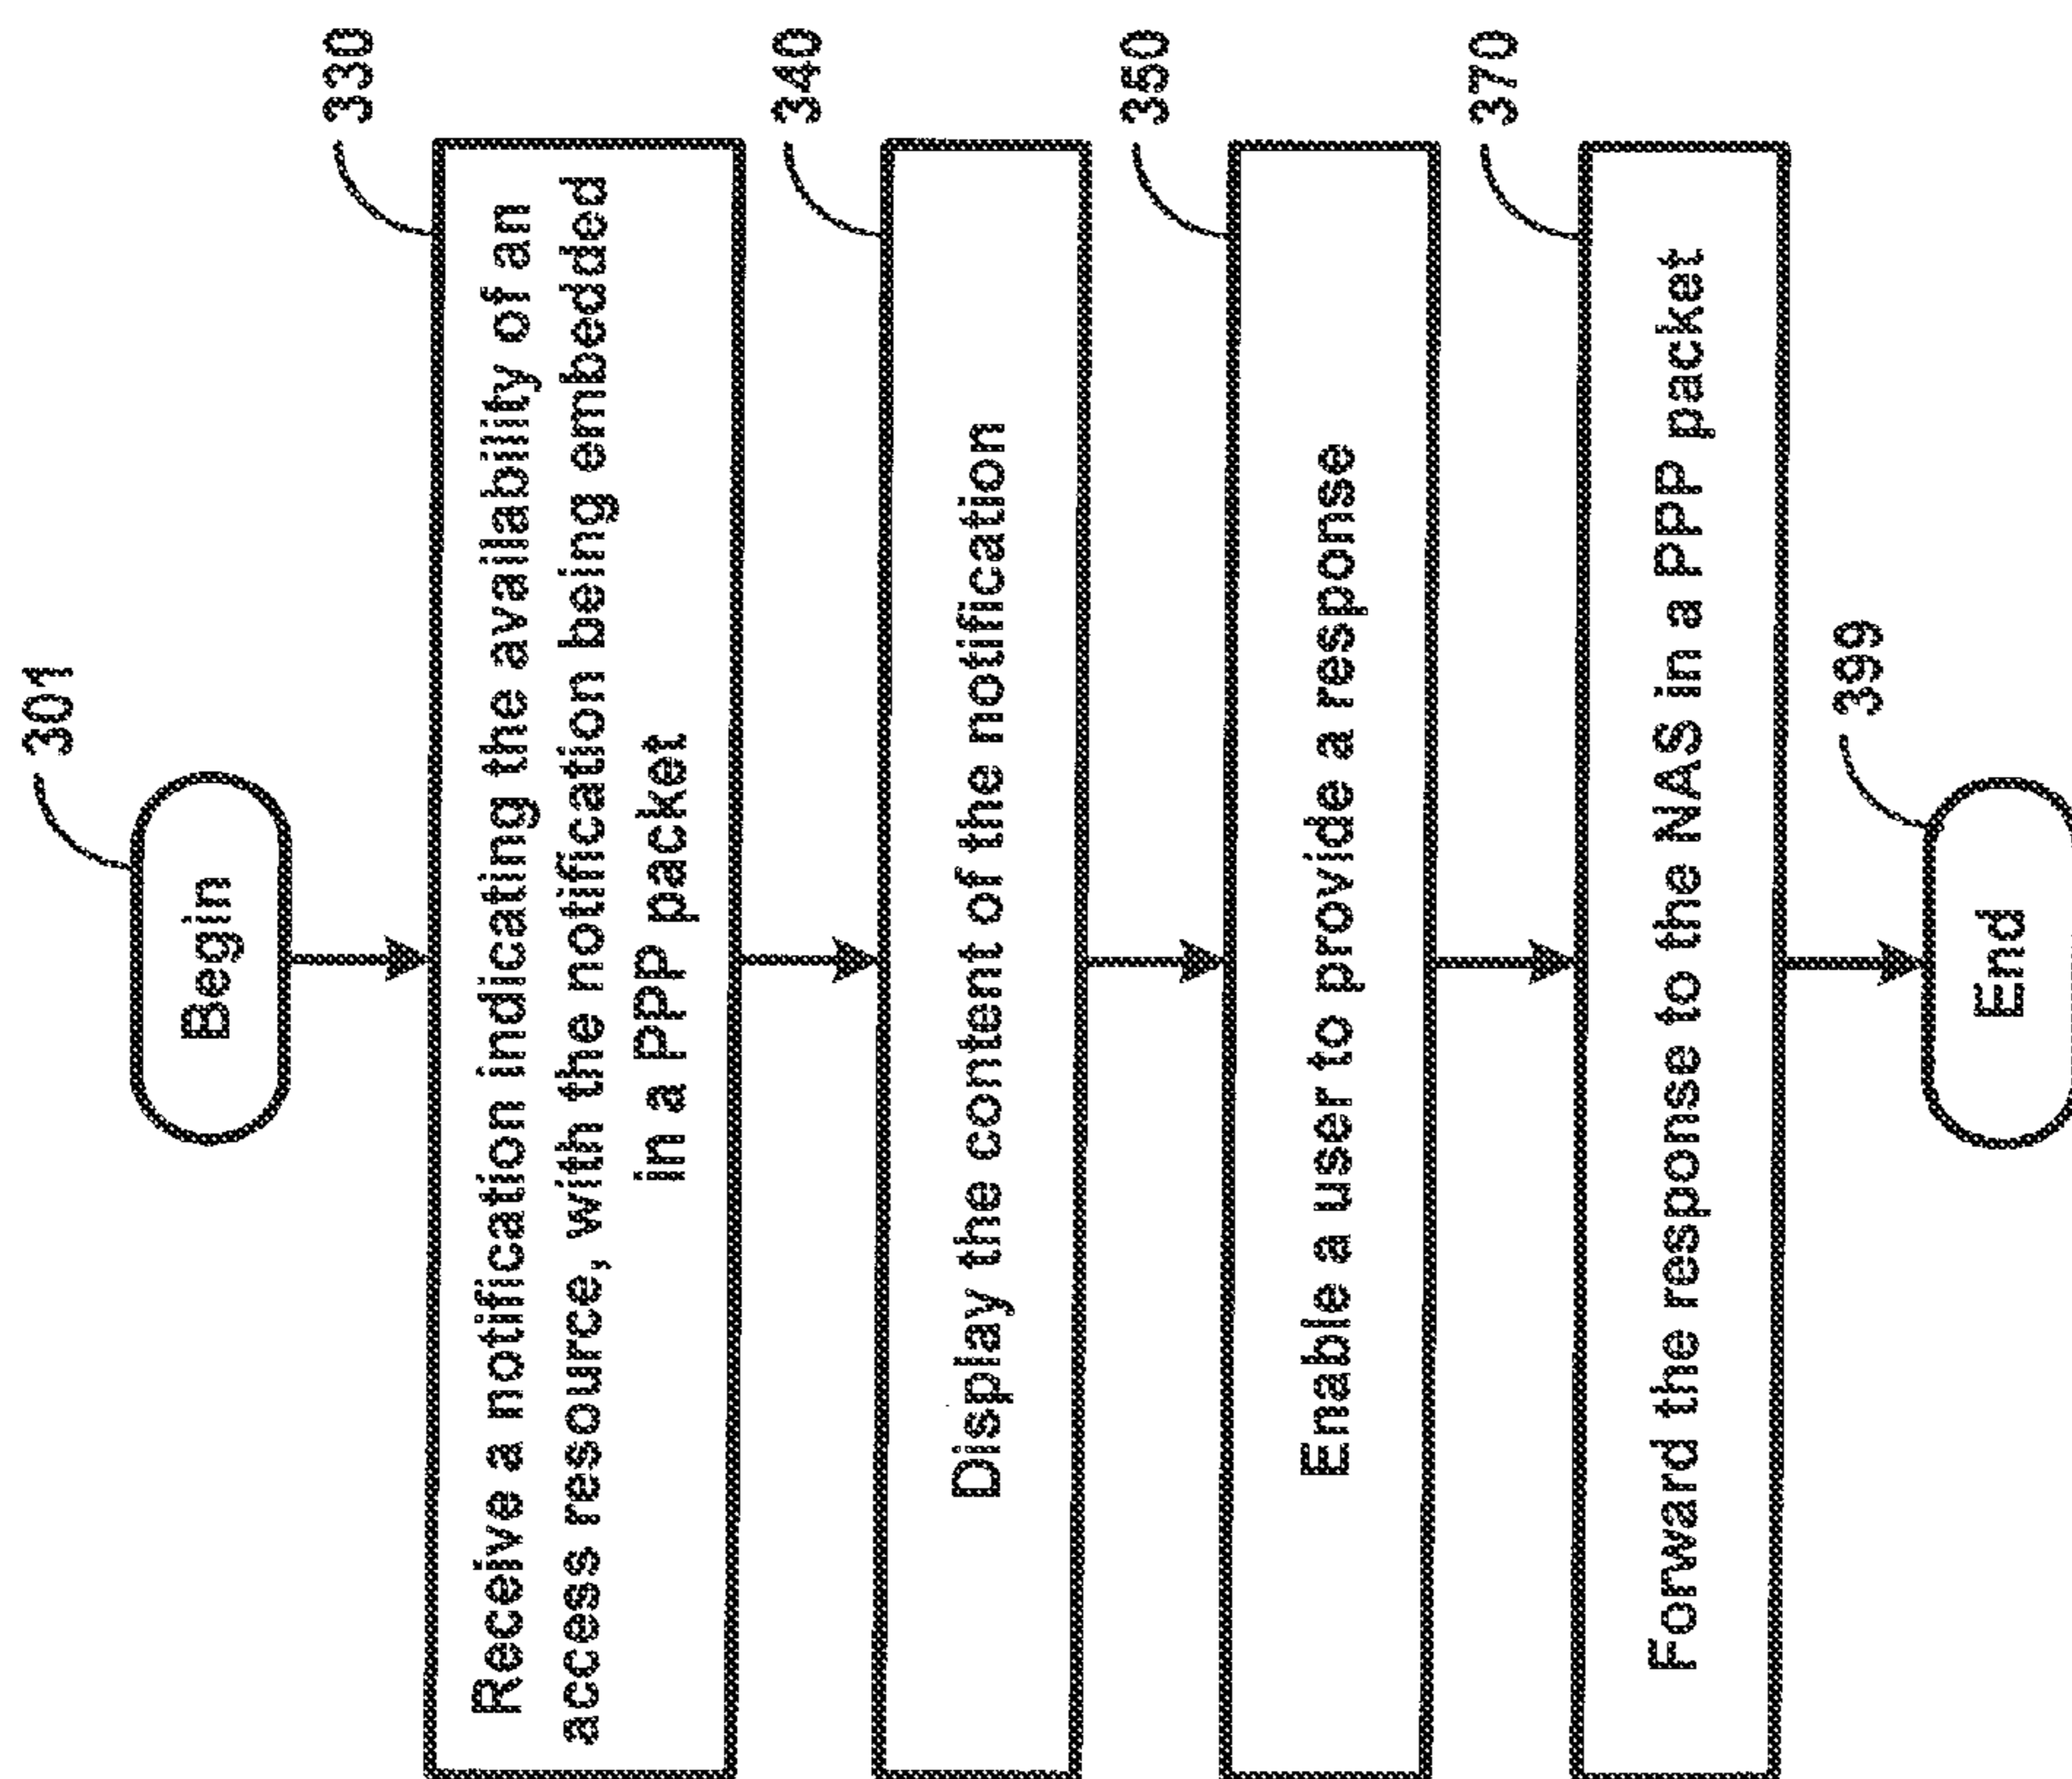 Begin
301
Receive a notification indicating the availability of an
access resource, with the notification being embedded
in a PPP packet
330
Display the content of the notification
340
Enable a user to provide a response
350
Forward the response to the NAS in a PPP packet
370
End
399